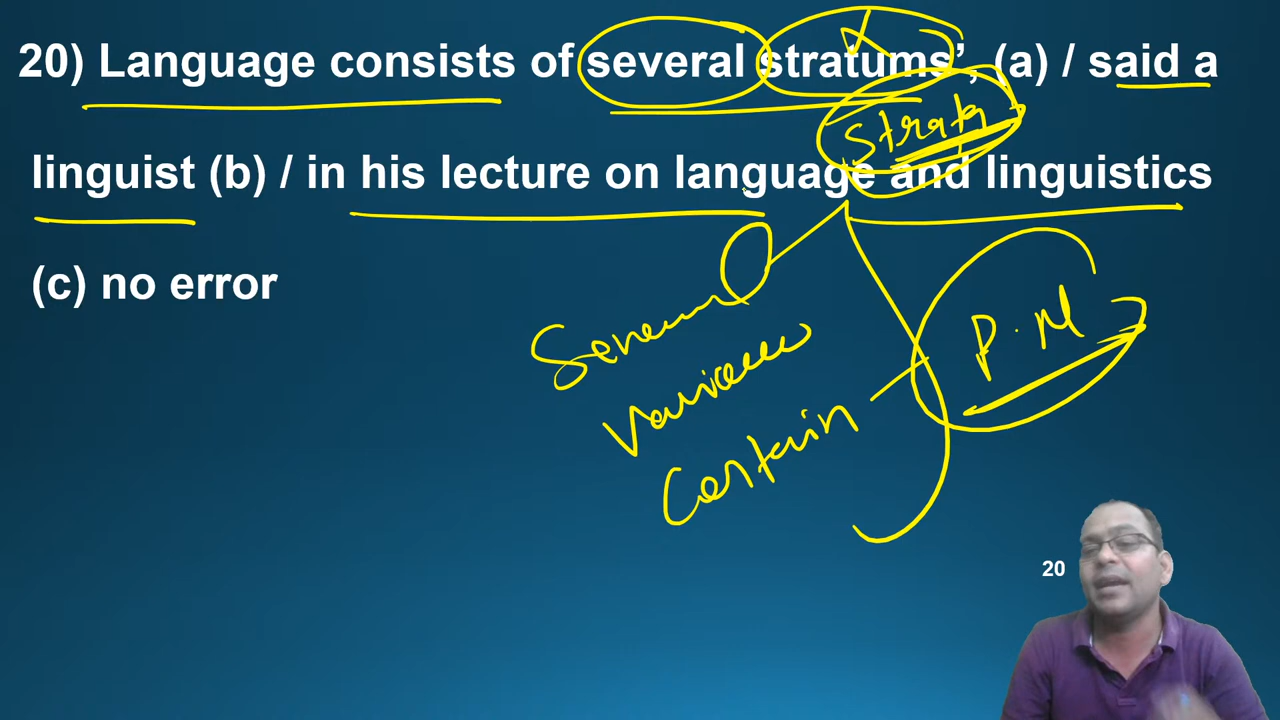 20) Language consists of several stratums’, (a) / said a
strata
linguist (b) / in his lecture on language and linguistics
(c) no error
Several
P.M
Various
Certain
20